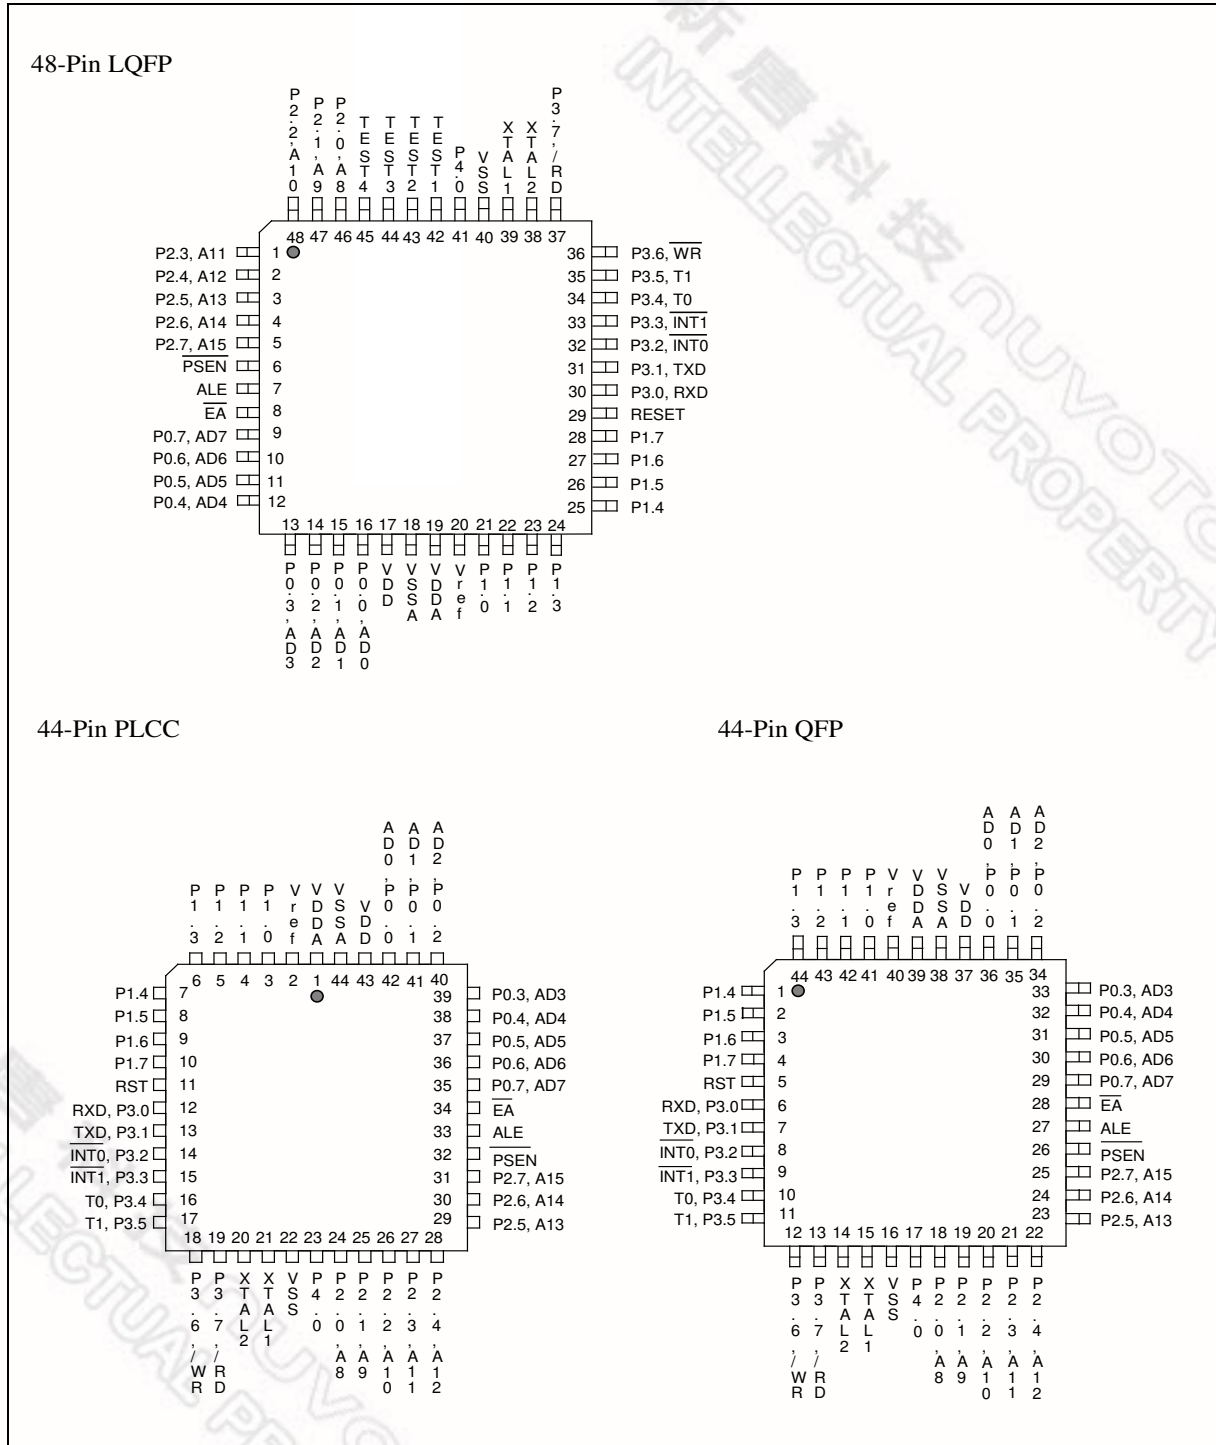 48-Pin LQFP
P2.2,A10
P2.1,A9
P2.0,A8
TEST4
TEST3
TEST2
TEST1
P4.0
VSS
XTAL1
XTAL2
P3.7,/RD
48 47 46 45 44 43 42 41 40 39 38 37
P2.3, A11 1
P2.4, A12 2
P2.5, A13 3
P2.6, A14 4
P2.7, A15 5
PSEN 6
ALE 7
EA 8
P0.7, AD7 9
P0.6, AD6 10
P0.5, AD5 11
P0.4, AD4 12
36 P3.6, WR
35 P3.5, T1
34 P3.4, T0
33 P3.3, INT1
32 P3.2, INT0
31 P3.1, TXD
30 P3.0, RXD
29 RESET
28 P1.7
27 P1.6
26 P1.5
25 P1.4
13 14 15 16 17 18 19 20 21 22 23 24
P0.3,AD3
P0.2,AD2
P0.1,AD1
P0.0,AD0
VDD
VSSA
VDDA
Vref
P1.0
P1.1
P1.2
P1.3
44-Pin PLCC
P1.3
P1.2
P1.1
P1.0
Vref
VDDA
VSSA
VDD
AD0,P0.0
AD1,P0.1
AD2,P0.2
6 5 4 3 2 1 44 43 42 41 40
P1.4 7
P1.5 8
P1.6 9
P1.7 10
RST 11
RXD, P3.0 12
TXD, P3.1 13
INT0, P3.2 14
INT1, P3.3 15
T0, P3.4 16
T1, P3.5 17
39 P0.3, AD3
38 P0.4, AD4
37 P0.5, AD5
36 P0.6, AD6
35 P0.7, AD7
34 EA
33 ALE
32 PSEN
31 P2.7, A15
30 P2.6, A14
29 P2.5, A13
18 19 20 21 22 23 24 25 26 27 28
P3.6,/WR
P3.7,/RD
XTAL2
XTAL1
VSS
P4.0
P2.0,A8
P2.1,A9
P2.2,A10
P2.3,A11
P2.4,A12
44-Pin QFP
P1.3
P1.2
P1.1
P1.0
Vref
VDDA
VSSA
VDD
AD0,P0.0
AD1,P0.1
AD2,P0.2
44 43 42 41 40 39 38 37 36 35 34
P1.4 1
P1.5 2
P1.6 3
P1.7 4
RST 5
RXD, P3.0 6
TXD, P3.1 7
INT0, P3.2 8
INT1, P3.3 9
T0, P3.4 10
T1, P3.5 11
33 P0.3, AD3
32 P0.4, AD4
31 P0.5, AD5
30 P0.6, AD6
29 P0.7, AD7
28 EA
27 ALE
26 PSEN
25 P2.7, A15
24 P2.6, A14
23 P2.5, A13
12 13 14 15 16 17 18 19 20 21 22
P3.6,/WR
P3.7,/RD
XTAL2
XTAL1
VSS
P4.0
P2.0,A8
P2.1,A9
P2.2,A10
P2.3,A11
P2.4,A12
新唐科技 nuvoTo
INTELLECTUAL PROPERTY
唐科技 nuvo
LLECTUAL PR